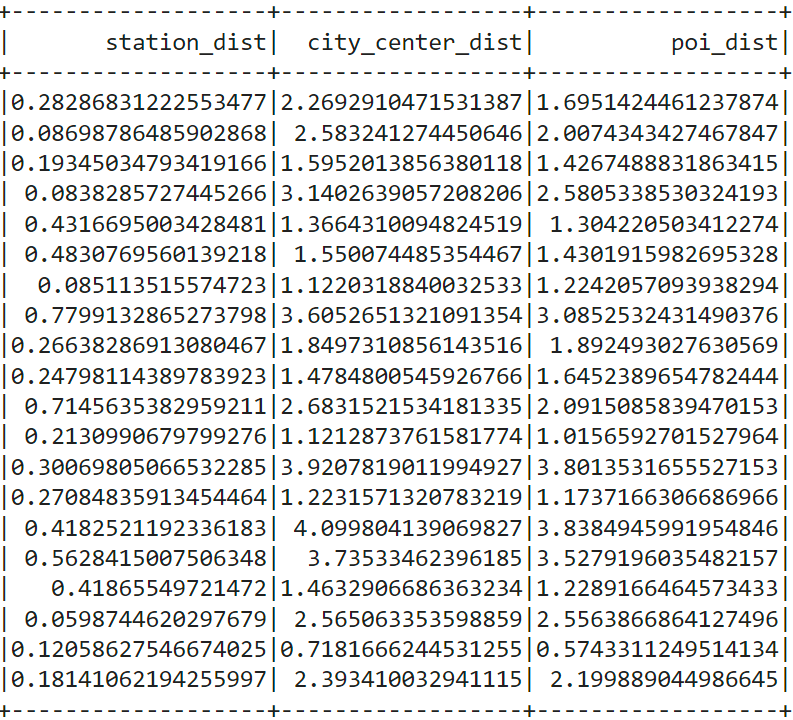 +-------------------+------------------+------------------+
|       station_dist|  city_center_dist|          poi_dist|
+-------------------+------------------+------------------+
|0.28286831222553477|2.2692910471531387|1.6951424461237874|
|0.08698786485902868| 2.583241274450646|2.0074343427467847|
|0.19345034793419166|1.5952013856380118|1.4267488831863415|
| 0.0838285727445266|3.1402639057208206|2.5805338530324193|
| 0.4316695003428481|1.3664310094824519| 1.304220503412274|
| 0.4830769560139218| 1.550074485354467|1.4301915982695328|
|  0.085113515574723|1.1220318840032533|1.2242057093938294|
| 0.7799132865273798|3.6052651321091354|3.0852532431490376|
|0.26638286913080467|1.8497310856143516| 1.892493027630569|
|0.24798114389783923|1.4784800545926766|1.6452389654782444|
| 0.7145635382959211|2.6831521534181335|2.0915085839470153|
| 0.2130990679799276|1.1212873761581774|1.0156592701527964|
|0.30069805066532285|3.9207819011994927|3.8013531655527153|
|0.27084835913454464|1.2231571320783219|1.1737166306686966|
| 0.4182521192336183| 4.099804139069827|3.8384945991954846|
| 0.5628415007506348|  3.73533462396185|3.5279196035482157|
|   0.41865549721472|1.4632906686363234|1.2289166464573433|
| 0.0598744620297679| 2.565063353598859|2.5563866864127496|
|0.12058627546674025|0.7181666244531255|0.5743311249514134|
|0.18141062194255997| 2.393410032941115| 2.199889044986645|
+-------------------+------------------+------------------+